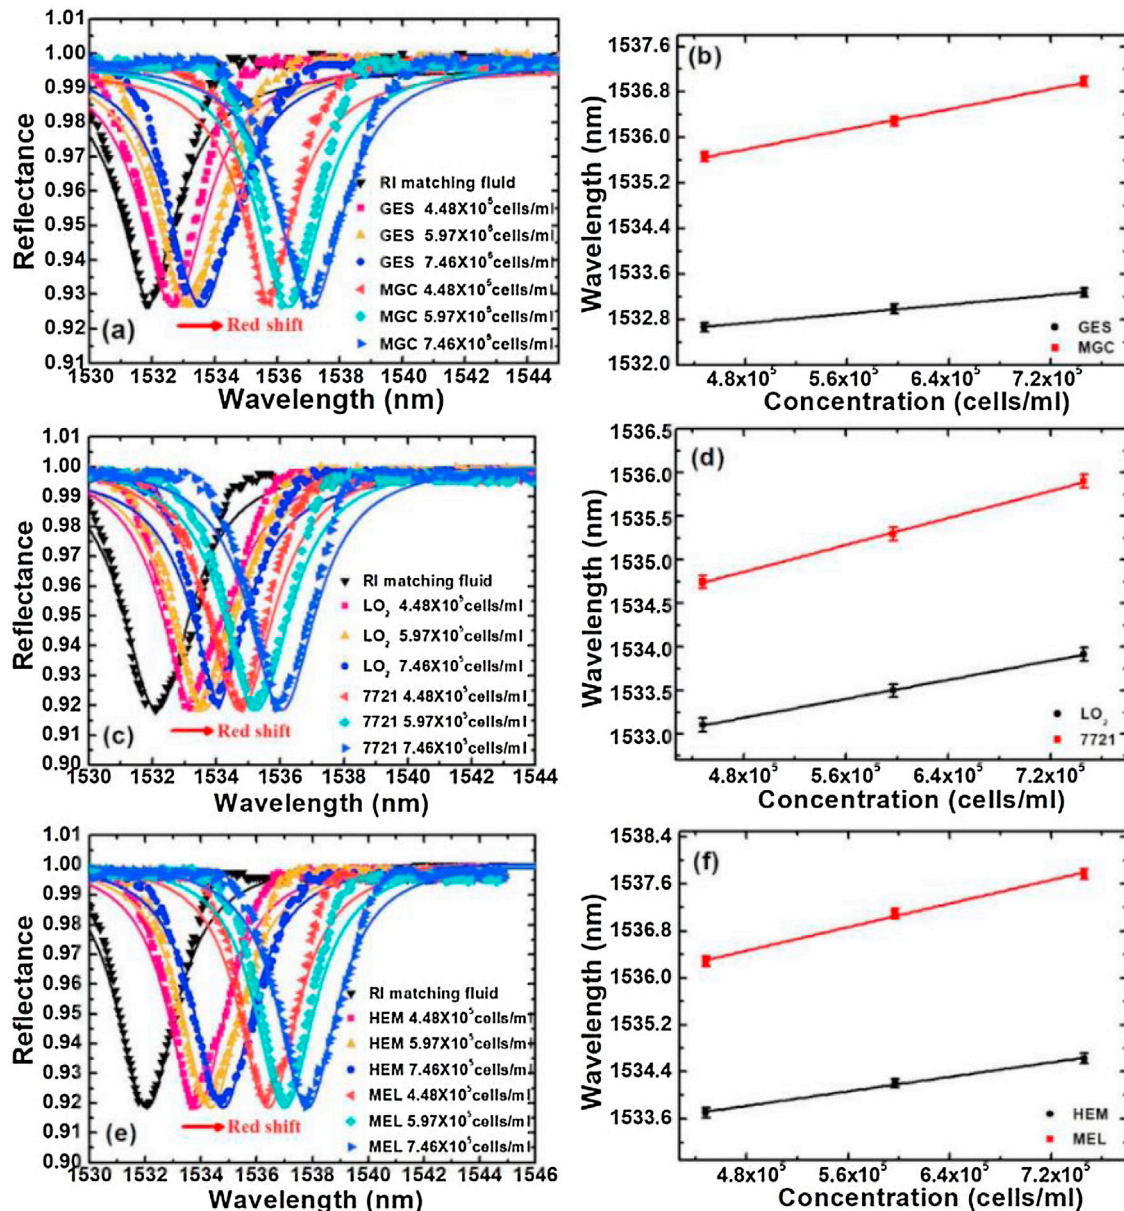 1.01
1.00
0.99
0.98
0.97
0.96
0.95
0.94
0.93
0.92
0.91
Reflectance
RI matching fluid
GES 4.48X10⁵cells/ml
GES 5.97X10⁵cells/ml
GES 7.46X10⁵cells/ml
MGC 4.48X10⁵cells/ml
MGC 5.97X10⁵cells/ml
MGC 7.46X10⁵cells/ml
(a)
Red shift
1530 1532 1534 1536 1538 1540 1542 1544
Wavelength (nm)
(b)
1537.6
1536.8
1536.0
1535.2
1534.4
1533.6
1532.8
1532.0
Wavelength (nm)
GES
MGC
4.8x10⁵ 5.6x10⁵ 6.4x10⁵ 7.2x10⁵
Concentration (cells/ml)
1.01
1.00
0.99
0.98
0.97
0.96
0.95
0.94
0.93
0.92
0.91
0.90
Reflectance
RI matching fluid
LO₂ 4.48X10⁵cells/ml
LO₂ 5.97X10⁵cells/ml
LO₂ 7.46X10⁵cells/ml
7721 4.48X10⁵cells/ml
7721 5.97X10⁵cells/ml
7721 7.46X10⁵cells/ml
(c)
Red shift
1530 1532 1534 1536 1538 1540 1542 1544
Wavelength (nm)
(d)
1536.5
1536.0
1535.5
1535.0
1534.5
1534.0
1533.5
1533.0
Wavelength (nm)
LO₂
7721
4.8x10⁵ 5.6x10⁵ 6.4x10⁵ 7.2x10⁵
Concentration (cells/ml)
1.01
1.00
0.99
0.98
0.97
0.96
0.95
0.94
0.93
0.92
0.91
0.90
Reflectance
RI matching fluid
HEM 4.48X10⁵cells/ml
HEM 5.97X10⁵cells/ml
HEM 7.46X10⁵cells/ml
MEL 4.48X10⁵cells/ml
MEL 5.97X10⁵cells/ml
MEL 7.46X10⁵cells/ml
(e)
Red shift
1530 1532 1534 1536 1538 1540 1542 1544 1546
Wavelength (nm)
(f)
1538.4
1537.6
1536.8
1536.0
1535.2
1534.4
1533.6
Wavelength (nm)
HEM
MEL
4.8x10⁵ 5.6x10⁵ 6.4x10⁵ 7.2x10⁵
Concentration (cells/ml)